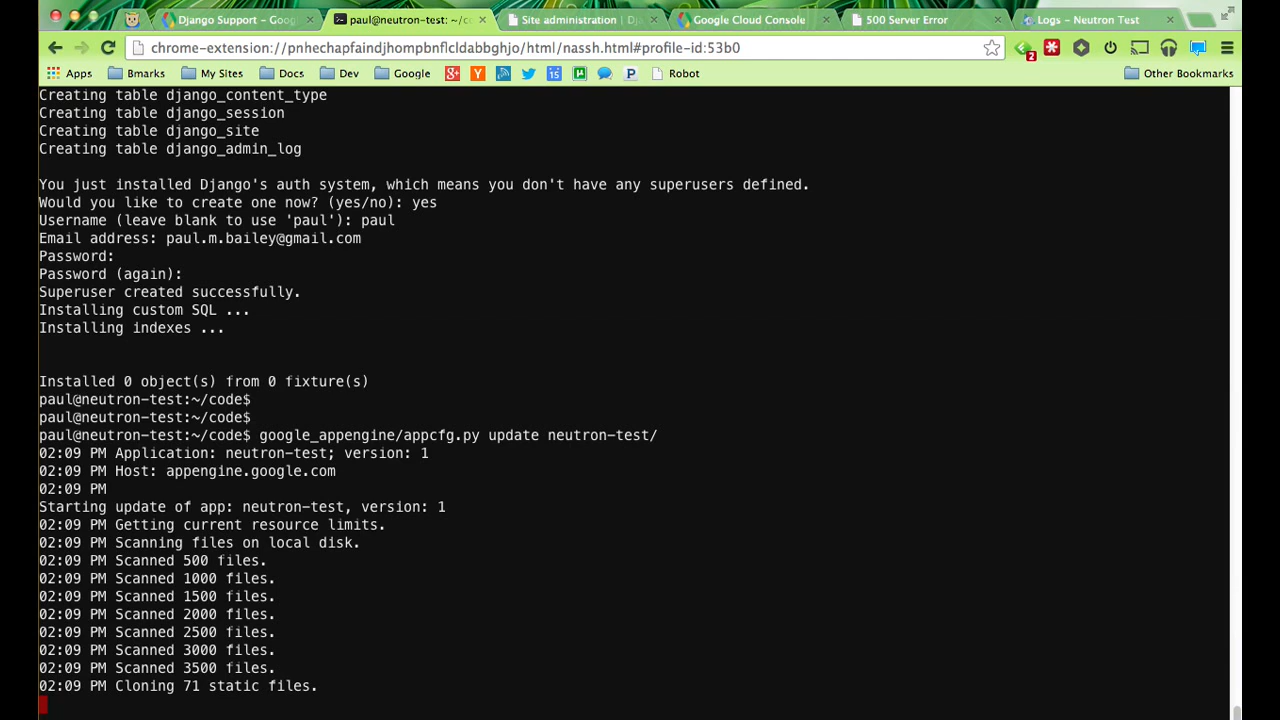 Django Support - Goo
paul@neutron-test: ~/c
Site administration | Dj
Google Cloud Console
500 Server Error
Logs - Neutron Test
chrome-extension://pnhechapfaindjhompbnflcldabbghjo/html/nassh.html#profile-id:53b0
Apps Bmarks My Sites Docs Dev Google Robot Other Bookmarks
Creating table django_content_type
Creating table django_session
Creating table django_site
Creating table django_admin_log
You just installed Django's auth system, which means you don't have any superusers defined.
Would you like to create one now? (yes/no): yes
Username (leave blank to use 'paul'): paul
Email address: paul.m.bailey@gmail.com
Password:
Password (again):
Superuser created successfully.
Installing custom SQL ...
Installing indexes ...
Installed 0 object(s) from 0 fixture(s)
paul@neutron-test:~/code$
paul@neutron-test:~/code$
paul@neutron-test:~/code$ google_appengine/appcfg.py update neutron-test/
02:09 PM Application: neutron-test; version: 1
02:09 PM Host: appengine.google.com
02:09 PM
Starting update of app: neutron-test, version: 1
02:09 PM Getting current resource limits.
02:09 PM Scanning files on local disk.
02:09 PM Scanned 500 files.
02:09 PM Scanned 1000 files.
02:09 PM Scanned 1500 files.
02:09 PM Scanned 2000 files.
02:09 PM Scanned 2500 files.
02:09 PM Scanned 3000 files.
02:09 PM Scanned 3500 files.
02:09 PM Cloning 71 static files.